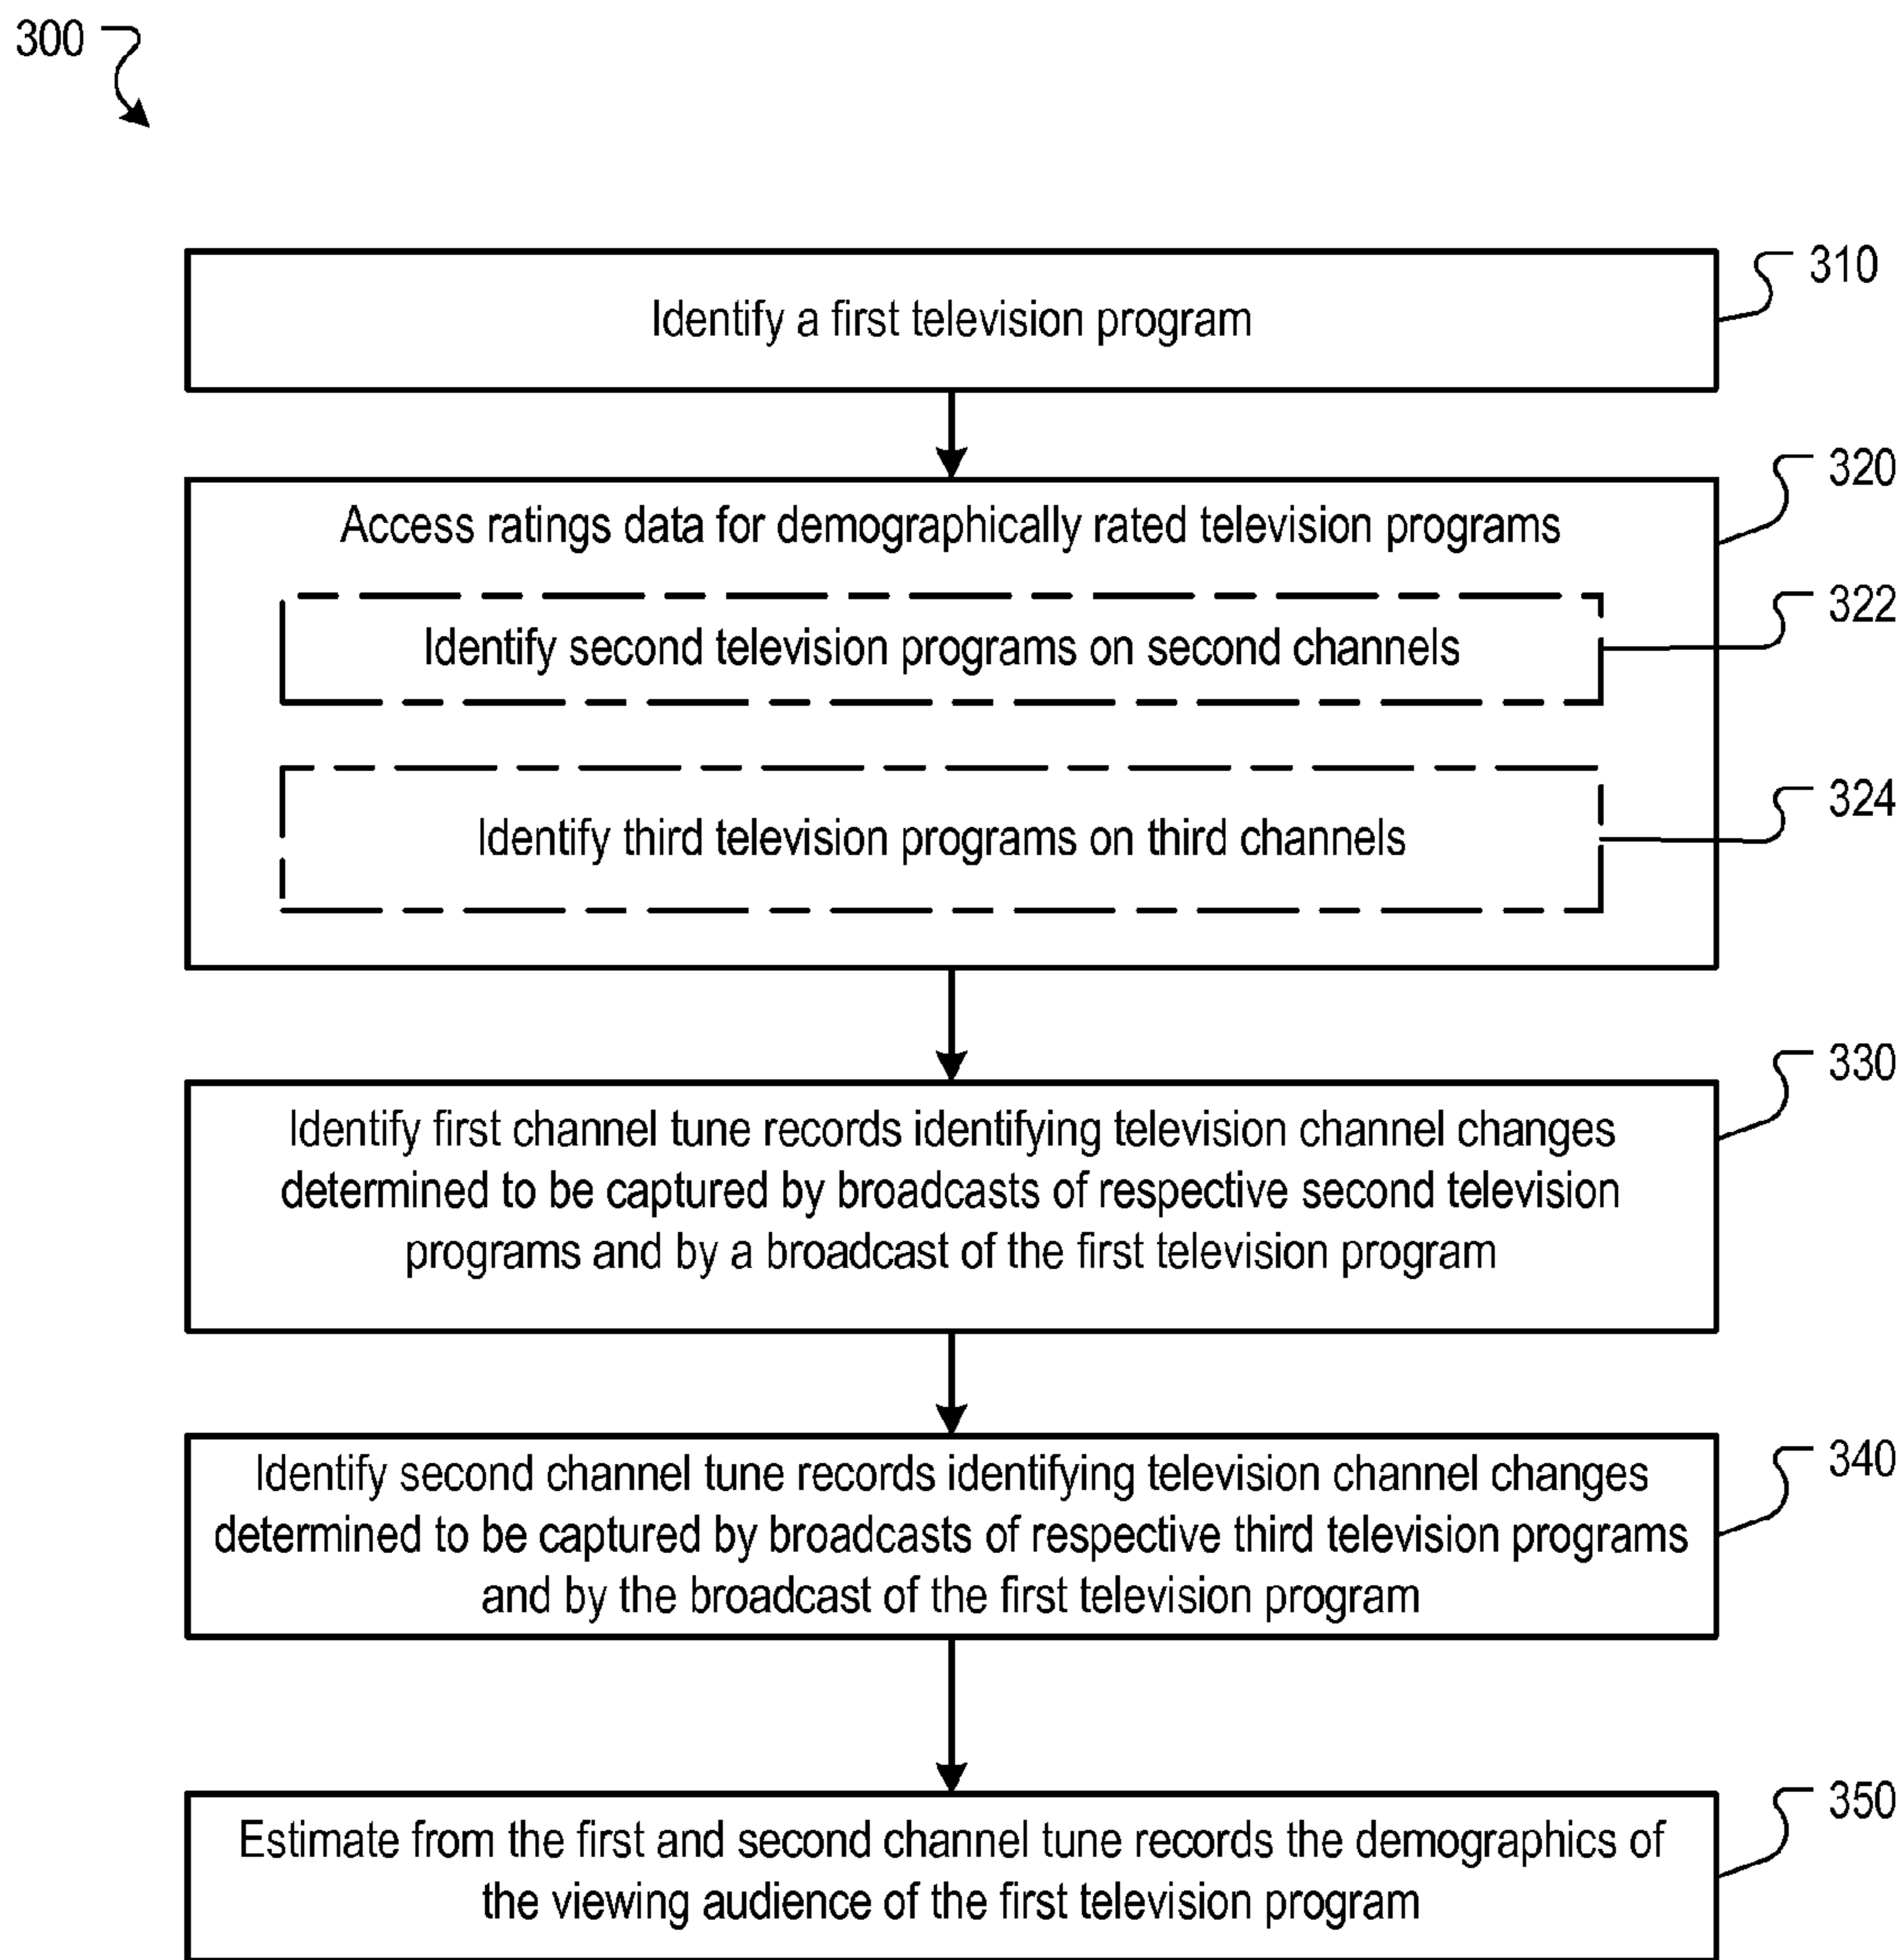 300
310
Identify a first television program
320
Access ratings data for demographically rated television programs
322
Identify second television programs on second channels
324
Identify third television programs on third channels
330
Identify first channel tune records identifying television channel changes
determined to be captured by broadcasts of respective second television
programs and by a broadcast of the first television program
340
Identify second channel tune records identifying television channel changes
determined to be captured by broadcasts of respective third television programs
and by the broadcast of the first television program
350
Estimate from the first and second channel tune records the demographics of
the viewing audience of the first television program